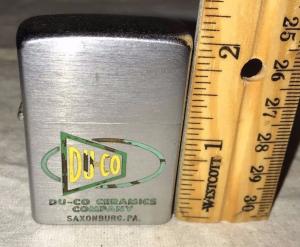 DU-CO
DU-CO CERAMICS
COMPANY
SAXONBURG, PA.
2
1
WESTCOTT
25
26
27
28
29
30